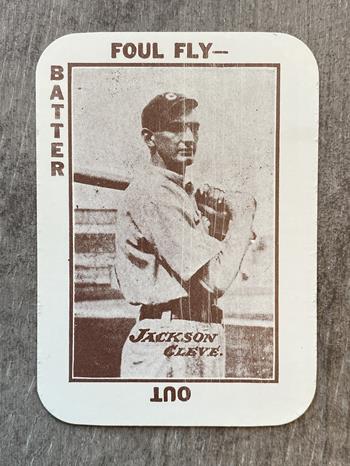 FOUL FLY—
BATTER
C
JACKSON
CLEVE.
OUT